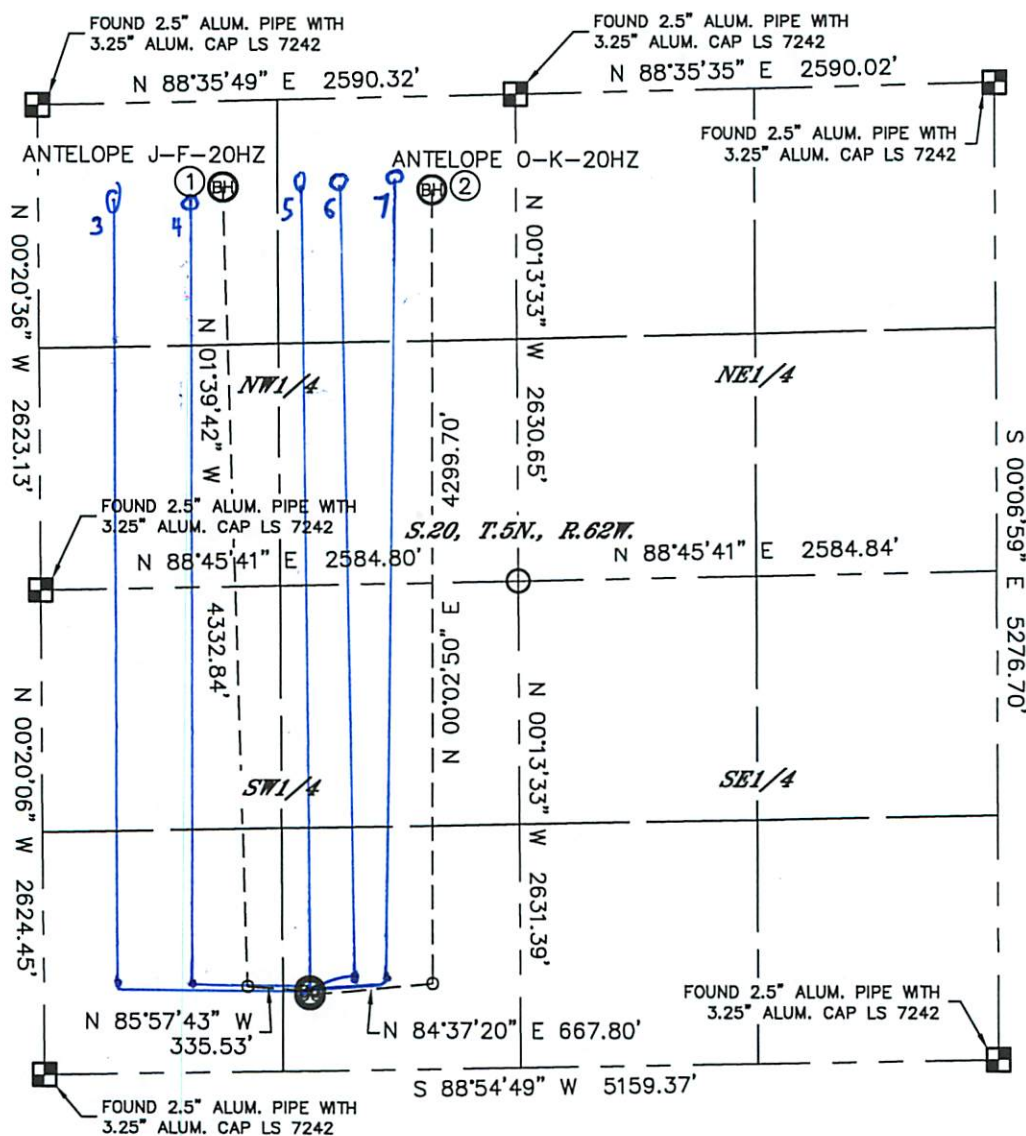 FOUND 2.5" ALUM. PIPE WITH
3.25" ALUM. CAP LS 7242
FOUND 2.5" ALUM. PIPE WITH
3.25" ALUM. CAP LS 7242
N 88°35'49" E 2590.32'
N 88°35'35" E 2590.02'
FOUND 2.5" ALUM. PIPE WITH
3.25" ALUM. CAP LS 7242
ANTELOPE J-F-20HZ
ANTELOPE O-K-20HZ
1
BH
BH
2
3
4
5
6
7
N 00°20'36" W 2623.13'
N 01°39'42" W
4332.84'
NW1/4
NE1/4
N 00°13'33" W 2630.65'
4299.70'
N 00°02'50" E
S 00°06'59" E 5276.70'
FOUND 2.5" ALUM. PIPE WITH
3.25" ALUM. CAP LS 7242
S.20, T.5N., R.62W.
N 88°45'41" E 2584.80'
N 88°45'41" E 2584.84'
N 00°20'06" W 2624.45'
SW1/4
SE1/4
N 00°13'33" W 2631.39'
N 85°57'43" W
335.53'
N 84°37'20" E 667.80'
FOUND 2.5" ALUM. PIPE WITH
3.25" ALUM. CAP LS 7242
S 88°54'49" W 5159.37'
FOUND 2.5" ALUM. PIPE WITH
3.25" ALUM. CAP LS 7242